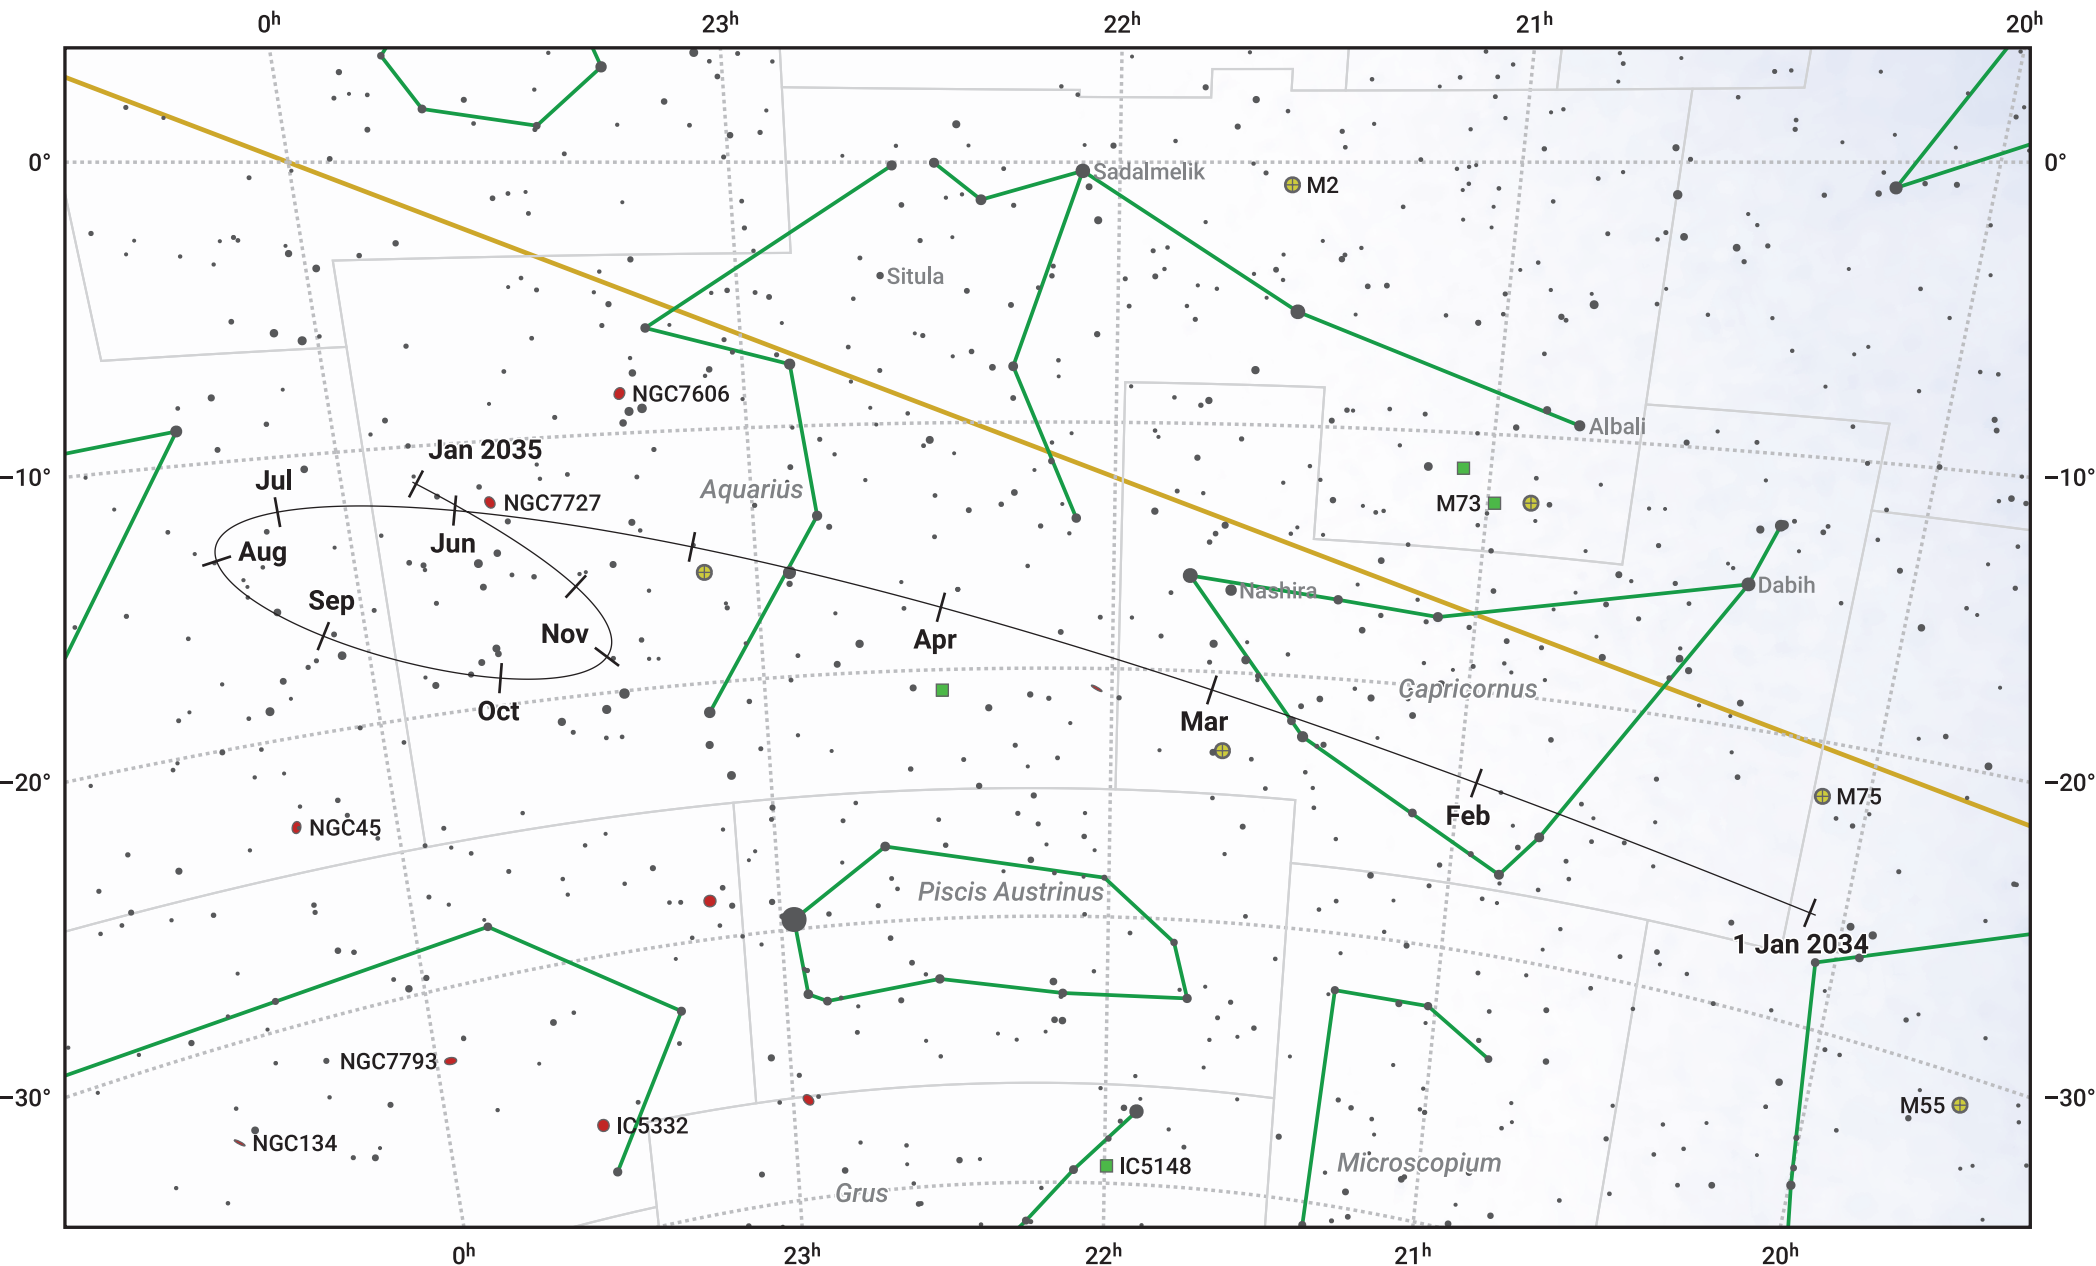 0ʰ 23ʰ 22ʰ 21ʰ 20ʰ
0° Sadalmelik M2 0°
Situla
NGC7606
Albali
Jan 2035
−10° Jul NGC7727 Aquarius M73 −10°
Jun
Aug
Sep Nashira Dabih
Nov Apr
Oct Mar Capricornus
−20° −20°
Feb M75
NGC45
Piscis Austrinus
1 Jan 2034
NGC7793
−30° −30°
M55
IC5332
NGC134
IC5148 Microscopium
Grus
0ʰ 23ʰ 22ʰ 21ʰ 20ʰ